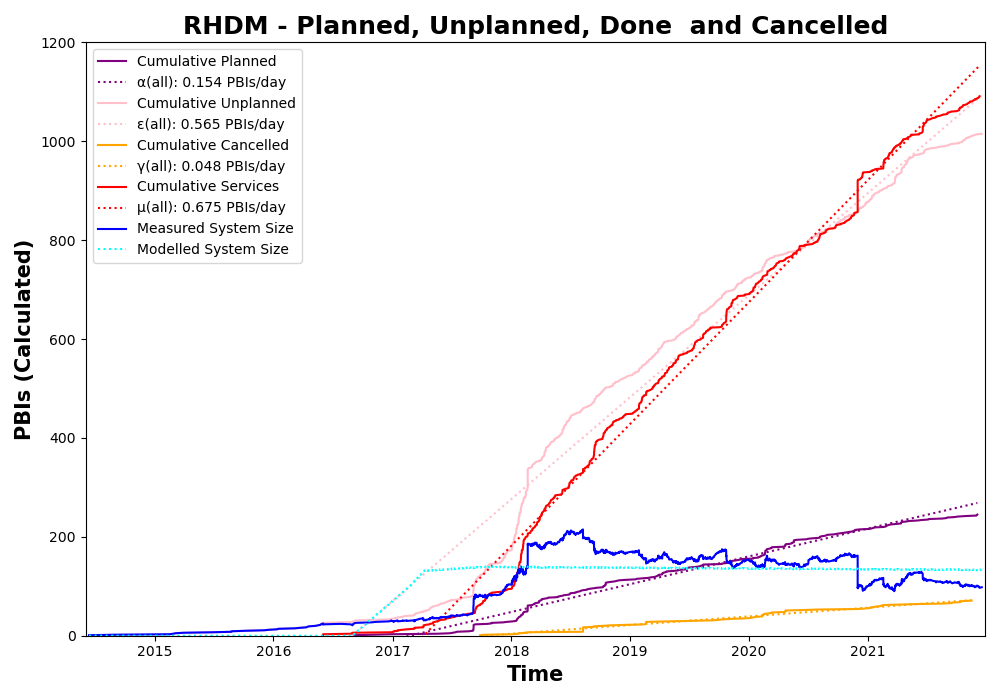 RHDM - Planned, Unplanned, Done  and Cancelled
1200
1000
800
600
400
200
0
PBIs (Calculated)
Cumulative Planned
α(all): 0.154 PBIs/day
Cumulative Unplanned
ε(all): 0.565 PBIs/day
Cumulative Cancelled
γ(all): 0.048 PBIs/day
Cumulative Services
μ(all): 0.675 PBIs/day
Measured System Size
Modelled System Size
2015 2016 2017 2018 2019 2020 2021
Time